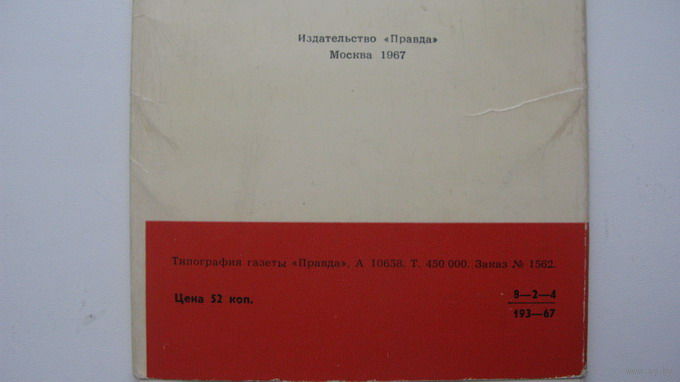 Издательство «Правда»
Москва 1967
Типография газеты «Правда». А 10658. Т. 450 000. Заказ № 1562.
Цена 52 коп.
8—2—4
193—67